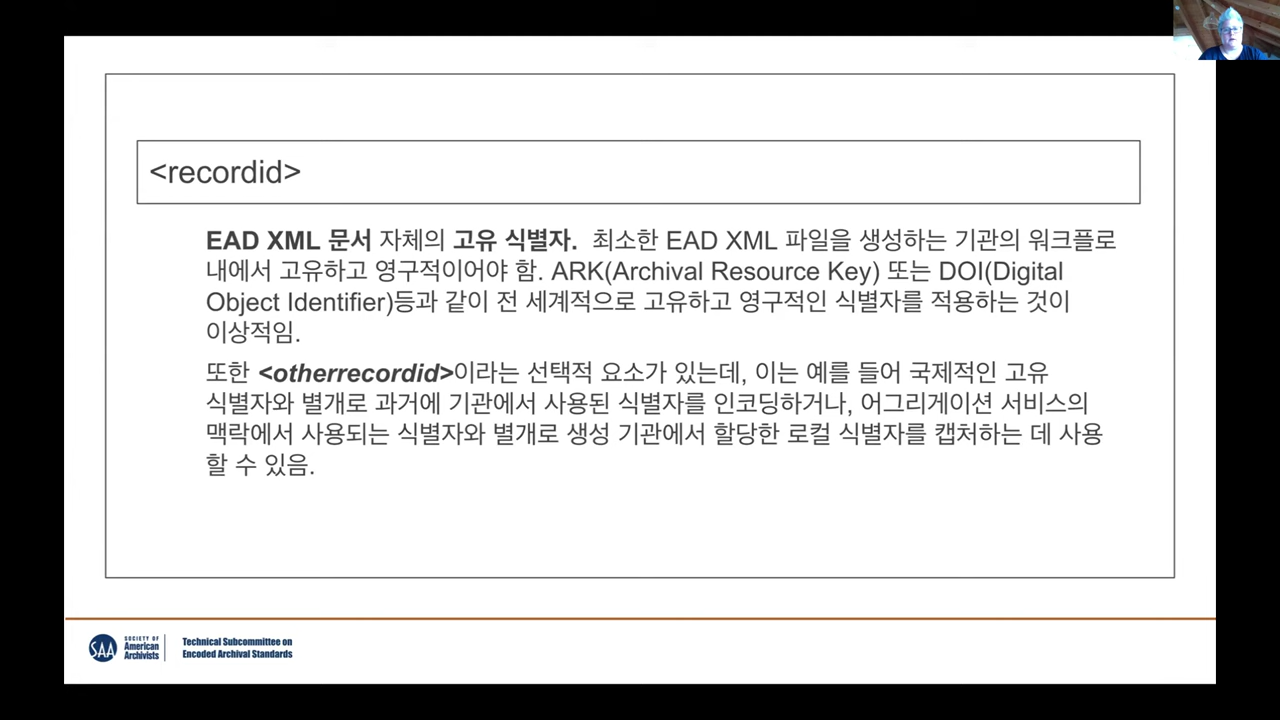 <recordid>
EAD XML 문서 자체의 고유 식별자. 최소한 EAD XML 파일을 생성하는 기관의 워크플로
내에서 고유하고 영구적이어야 함. ARK(Archival Resource Key) 또는 DOI(Digital
Object Identifier)등과 같이 전 세계적으로 고유하고 영구적인 식별자를 적용하는 것이
이상적임.
또한 <otherrecordid>이라는 선택적 요소가 있는데, 이는 예를 들어 국제적인 고유
식별자와 별개로 과거에 기관에서 사용된 식별자를 인코딩하거나, 어그리게이션 서비스의
맥락에서 사용되는 식별자와 별개로 생성 기관에서 할당한 로컬 식별자를 캡처하는 데 사용
할 수 있음.
SAA
SOCIETY OF
American
Archivists
Technical Subcommittee on
Encoded Archival Standards